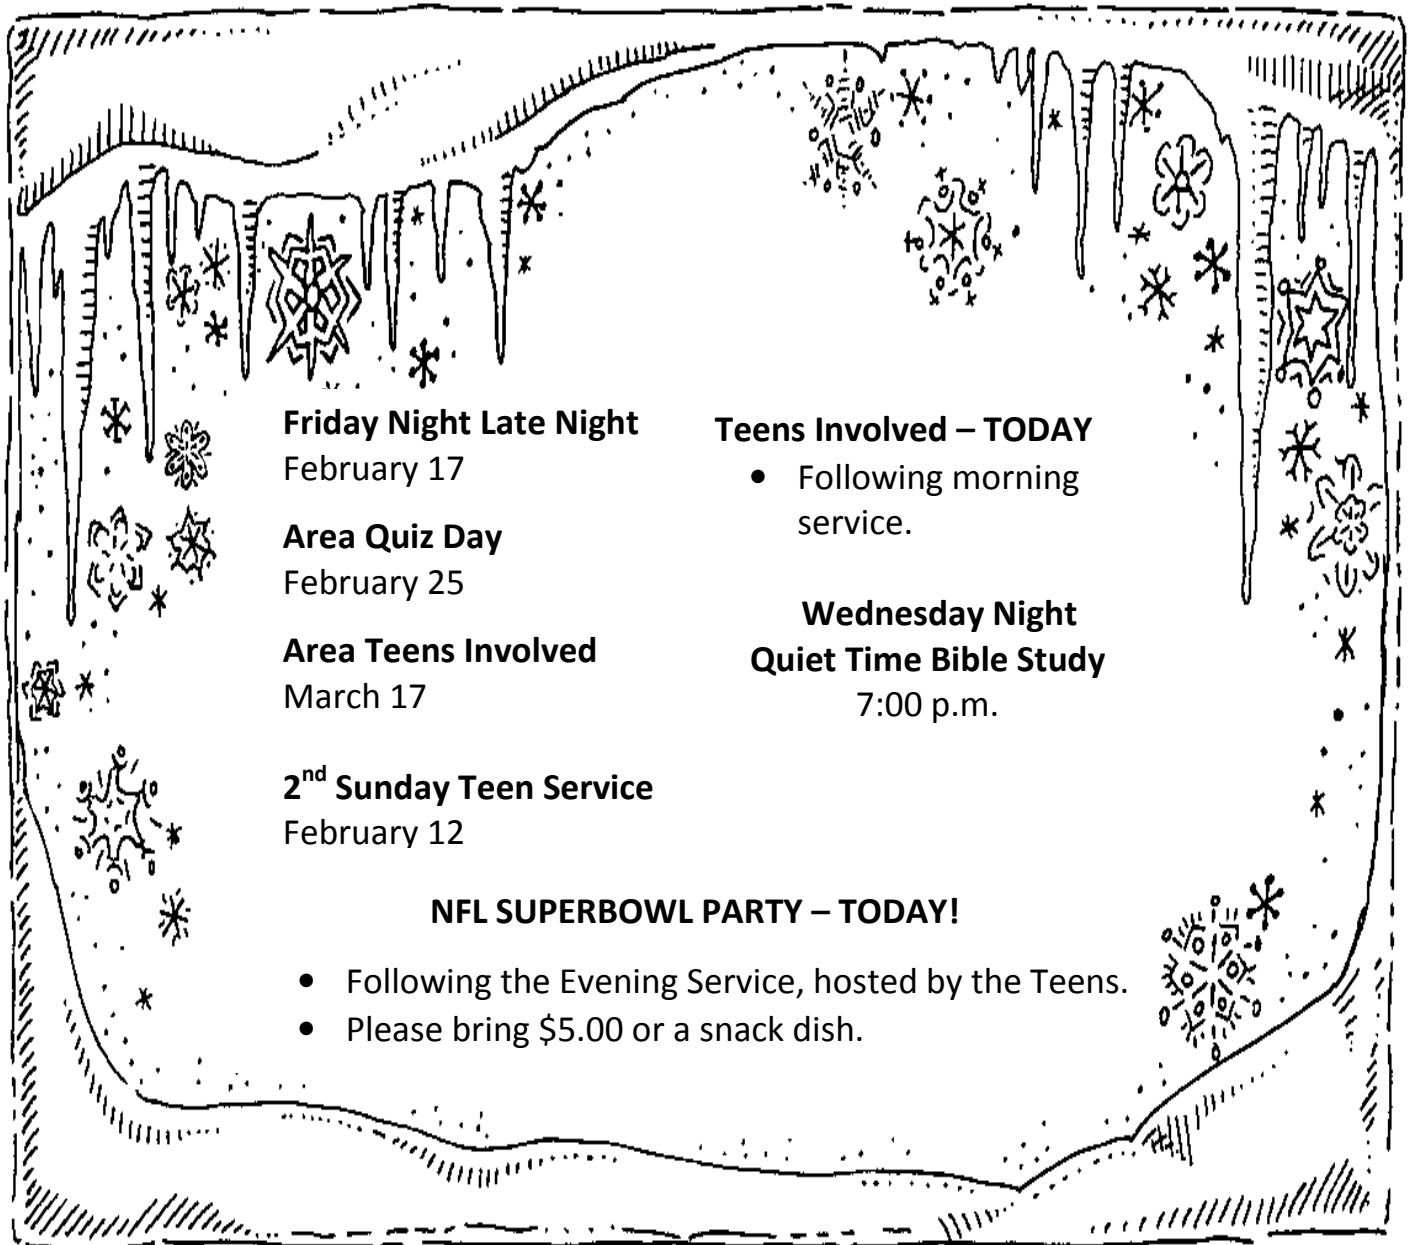 Friday Night Late Night
February 17
Area Quiz Day
February 25
Area Teens Involved
March 17
2nd Sunday Teen Service
February 12
Teens Involved – TODAY
• Following morning
service.
Wednesday Night
Quiet Time Bible Study
7:00 p.m.
NFL SUPERBOWL PARTY – TODAY!
• Following the Evening Service, hosted by the Teens.
• Please bring $5.00 or a snack dish.